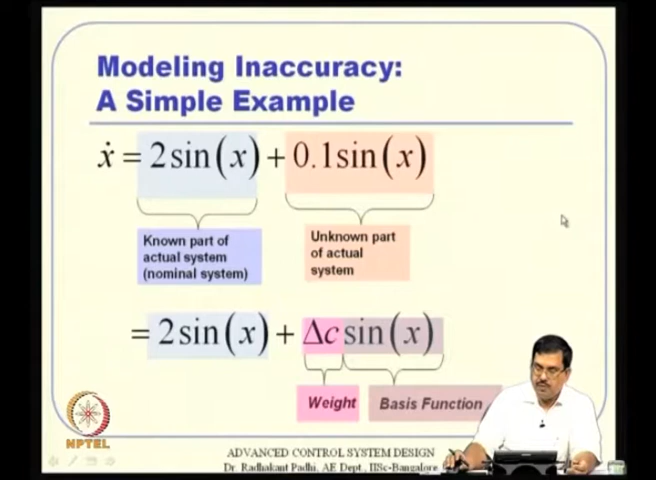 Modeling Inaccuracy:
A Simple Example
ẋ = 2sin(x) + 0.1sin(x)
Known part of
actual system
(nominal system)
Unknown part
of actual
system
= 2sin(x) + Δc sin(x)
Weight
Basis Function
NPTEL
ADVANCED CONTROL SYSTEM DESIGN
Dr. Radhakant Padhi, AE Dept., IISc-Bangalore